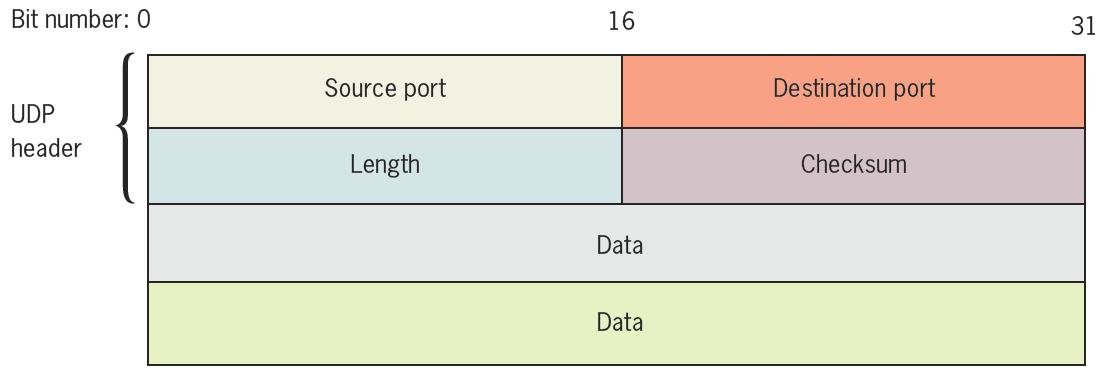 Bit number: 0 16 31
Source port Destination port
UDP
header
Length Checksum
Data
Data